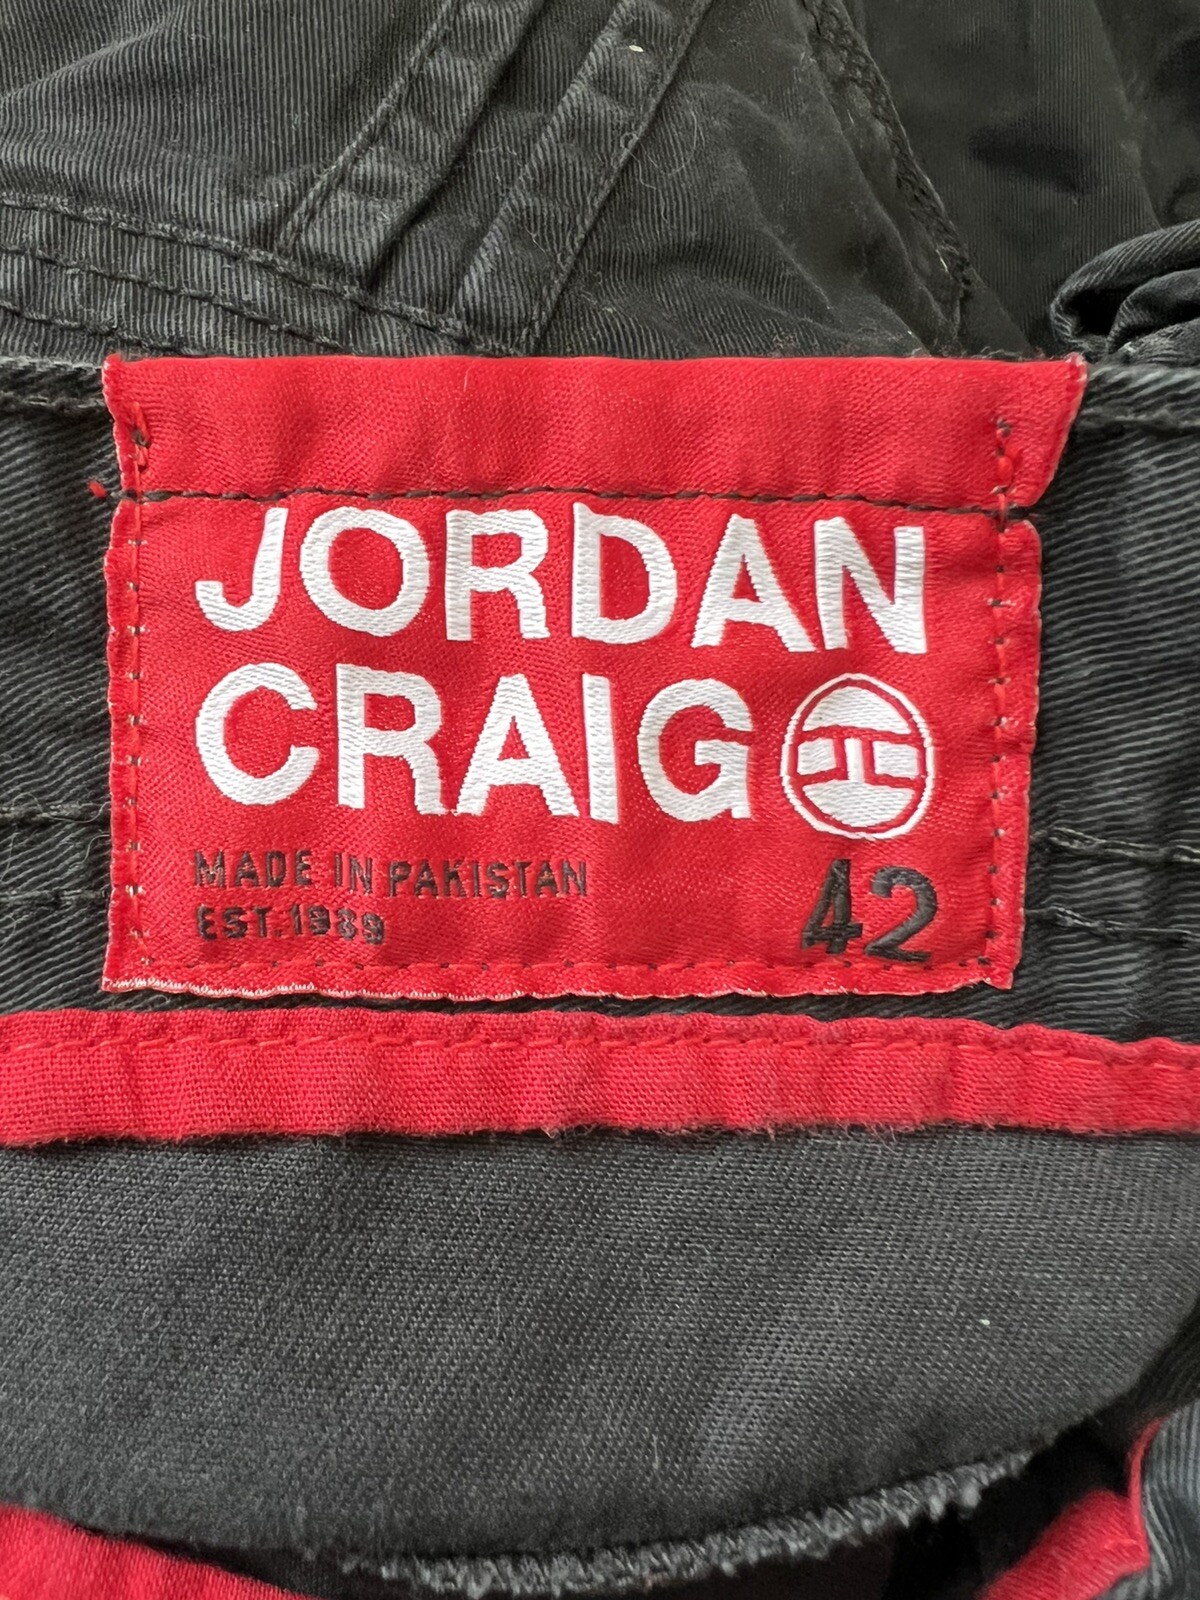 JORDAN
CRAIG
MADE IN PAKISTAN
EST.1989
42